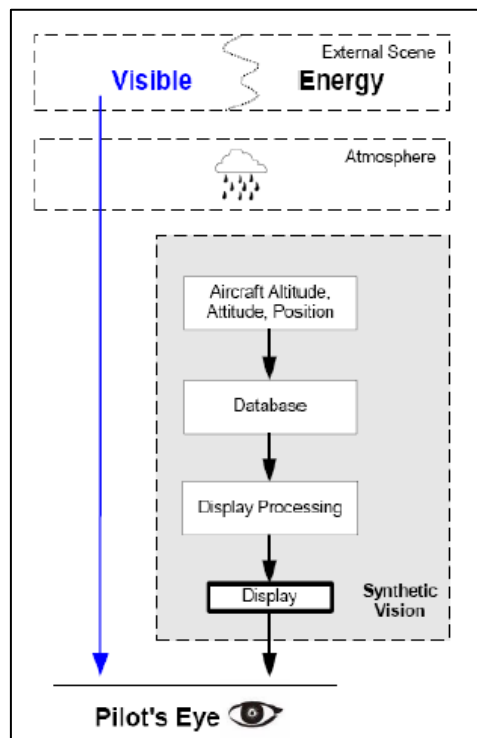 External Scene
Visible Energy
Atmosphere
Aircraft Altitude,
Attitude, Position
Database
Display Processing
Display
Synthetic
Vision
Pilot's Eye